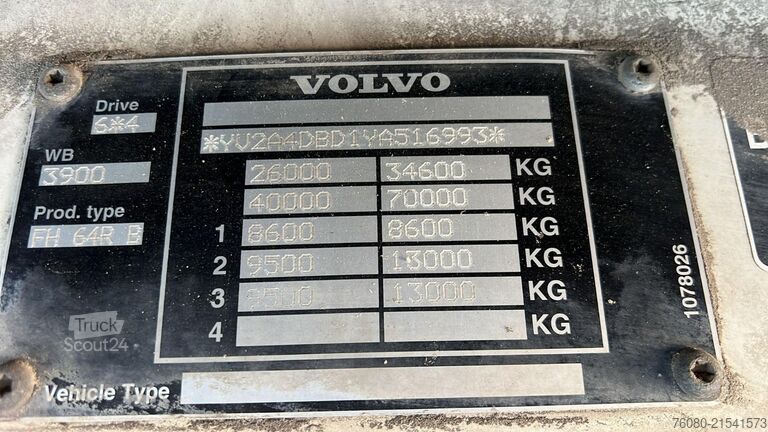 VOLVO
Drive
6*4
*YV2A4DBD1YA516993*
WB
3900
26000 34600 KG
40000 70000 KG
Prod. type
FH 64R B
1 8600 8600 KG
2 9500 13000 KG
3 9500 13000 KG
4 KG
1078026
Vehicle Type
Truck
Scout24
76080-21541573